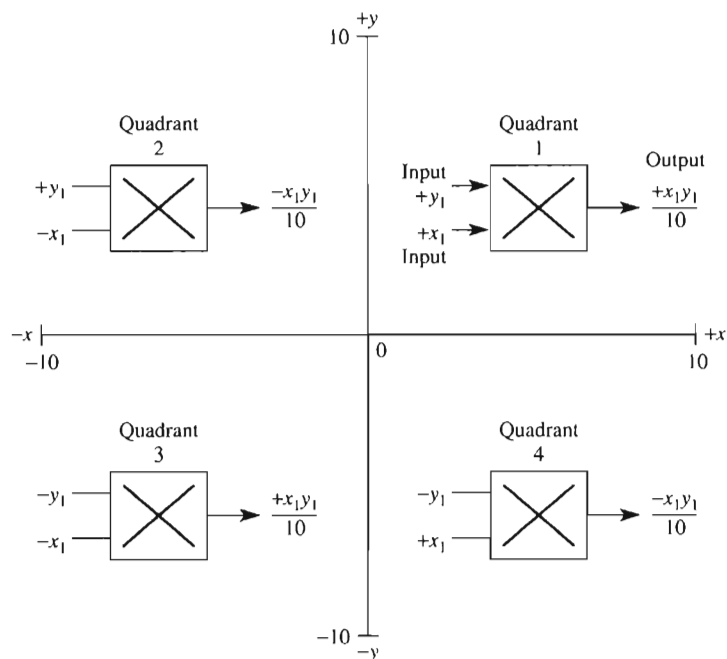 +y
10
Quadrant
2
+y₁
−x₁
−x₁y₁
10
Quadrant
1
Input
+y₁
+x₁
Input
Output
+x₁y₁
10
−x
−10
0
+x
10
Quadrant
3
−y₁
−x₁
+x₁y₁
10
Quadrant
4
−y₁
+x₁
−x₁y₁
10
−10
−y